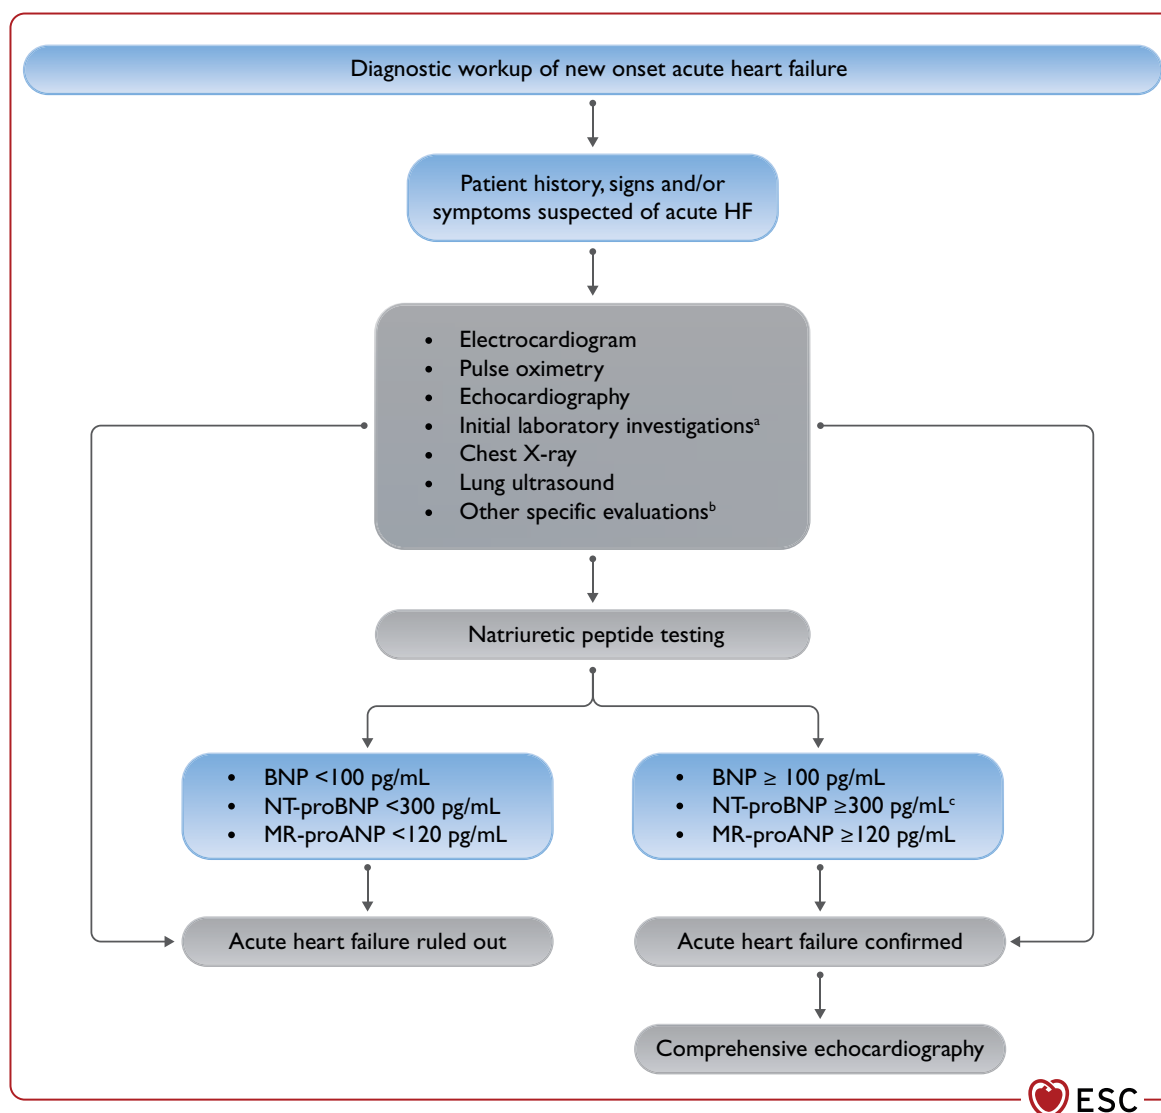 Diagnostic workup of new onset acute heart failure
Patient history, signs and/or
symptoms suspected of acute HF
• Electrocardiogram
• Pulse oximetry
• Echocardiography
• Initial laboratory investigationsᵃ
• Chest X-ray
• Lung ultrasound
• Other specific evaluationsᵇ
Natriuretic peptide testing
• BNP <100 pg/mL
• NT-proBNP <300 pg/mL
• MR-proANP <120 pg/mL
• BNP ≥ 100 pg/mL
• NT-proBNP ≥300 pg/mLᶜ
• MR-proANP ≥120 pg/mL
Acute heart failure ruled out
Acute heart failure confirmed
Comprehensive echocardiography
ESC